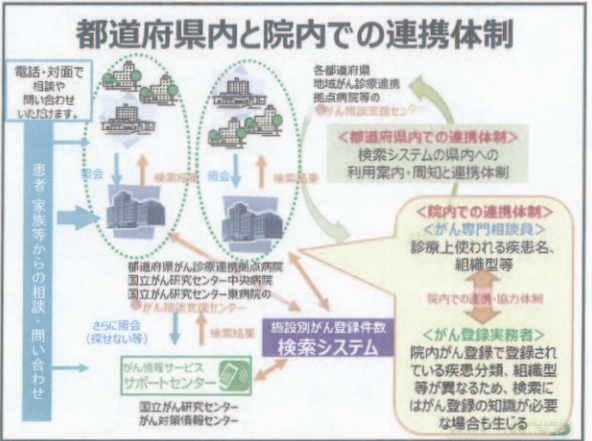 都道府県内と院内での連携体制
電話・対面で
相談や
問い合わせ
いただけます。
患者・家族等からの相談・問い合わせ
照会
検索結果
照会
検索結果
各都道府県
地域がん診療連携
拠点病院等の
がん相談支援センター
<都道府県内での連携体制>
検索システムの県内への
利用案内・周知と連携体制
<院内での連携体制>
<がん専門相談員>
診療上使われる疾患名、
組織型等
院内での連携・協力体制
<がん登録実務者>
院内がん登録で登録され
ている疾患分類、組織型
等が異なるため、検索に
はがん登録の知識が必要
な場合も生じる
都道府県がん診療連携拠点病院
国立がん研究センター中央病院
国立がん研究センター東病院の
がん相談支援センター
さらに照会
(探せない等)
検索結果
施設別がん登録件数
検索システム
がん情報サービス
サポートセンター
国立がん研究センター
がん対策情報センター